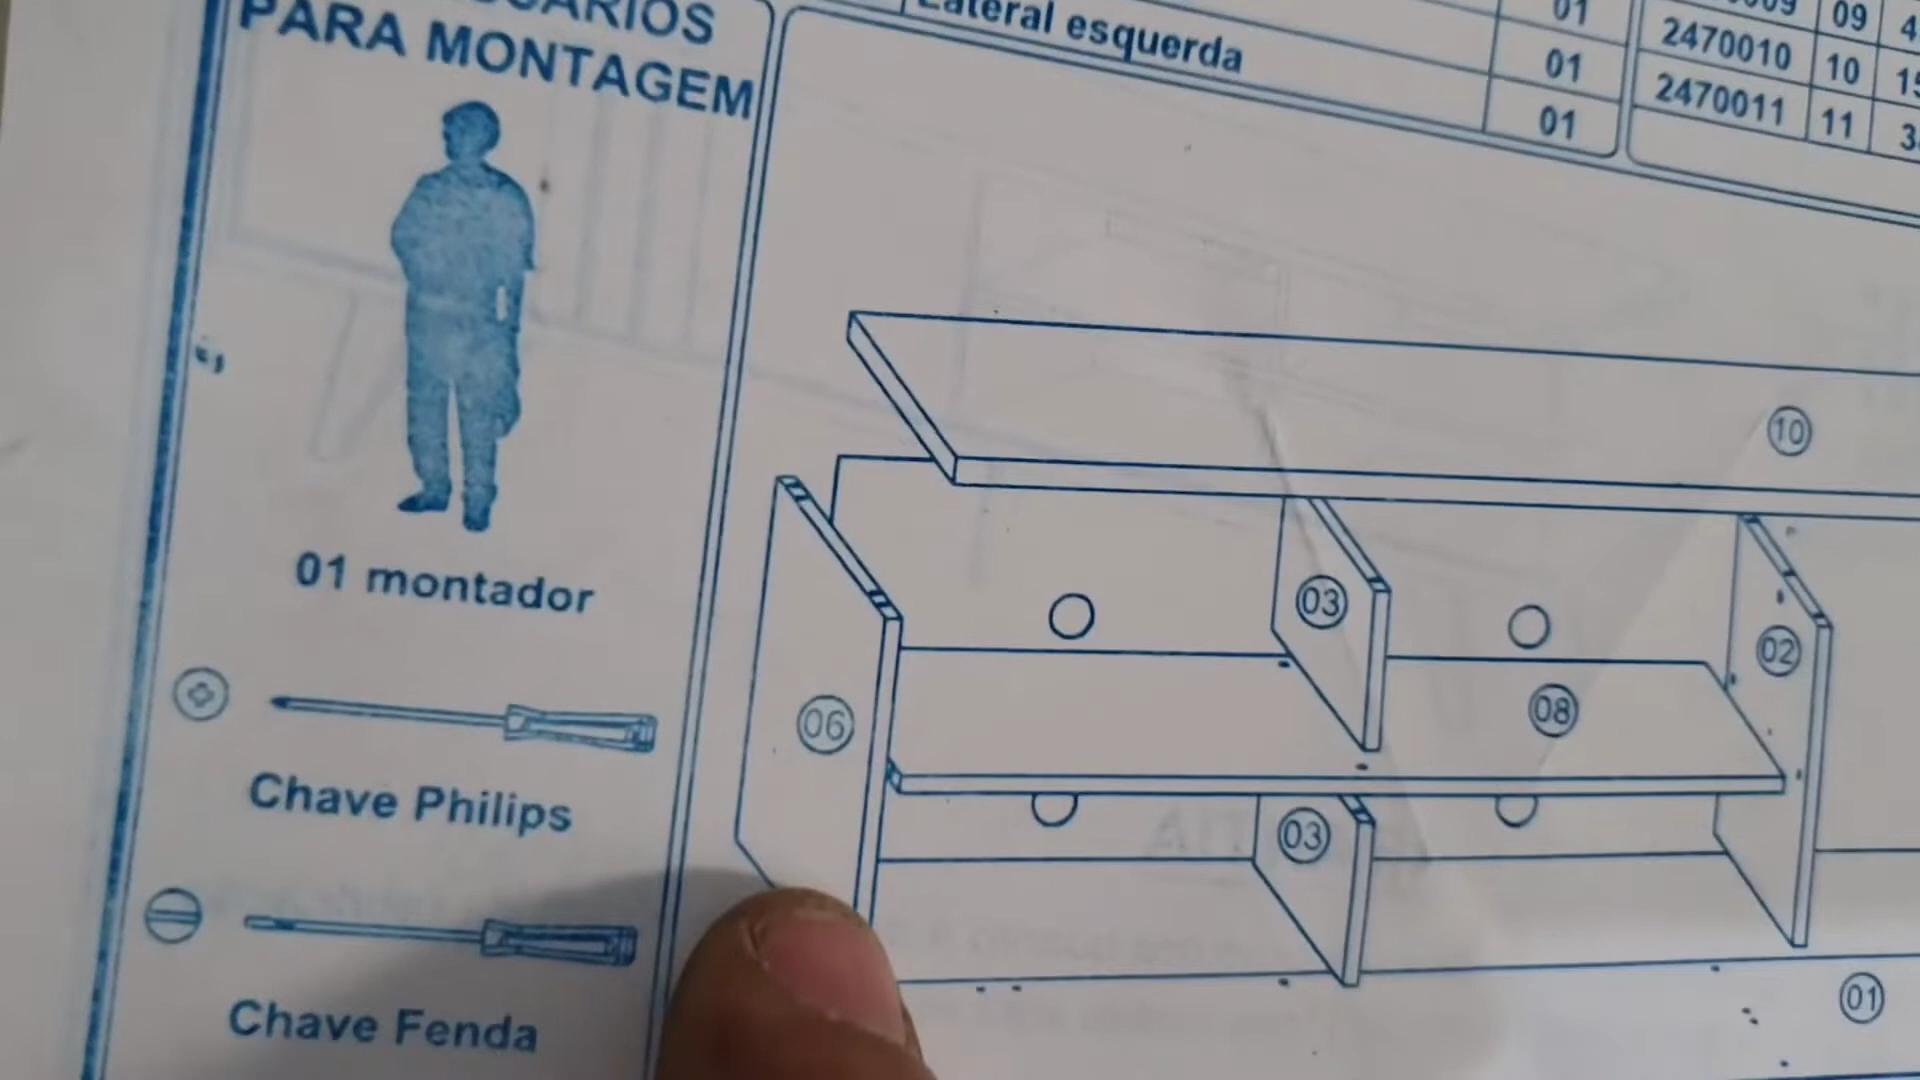 PARA MONTAGEM
01 montador
Chave Philips
Chave Fenda
Lateral esquerda
01
01
01
09
2470010 10
2470011 11
10
03
02
06
08
03
01